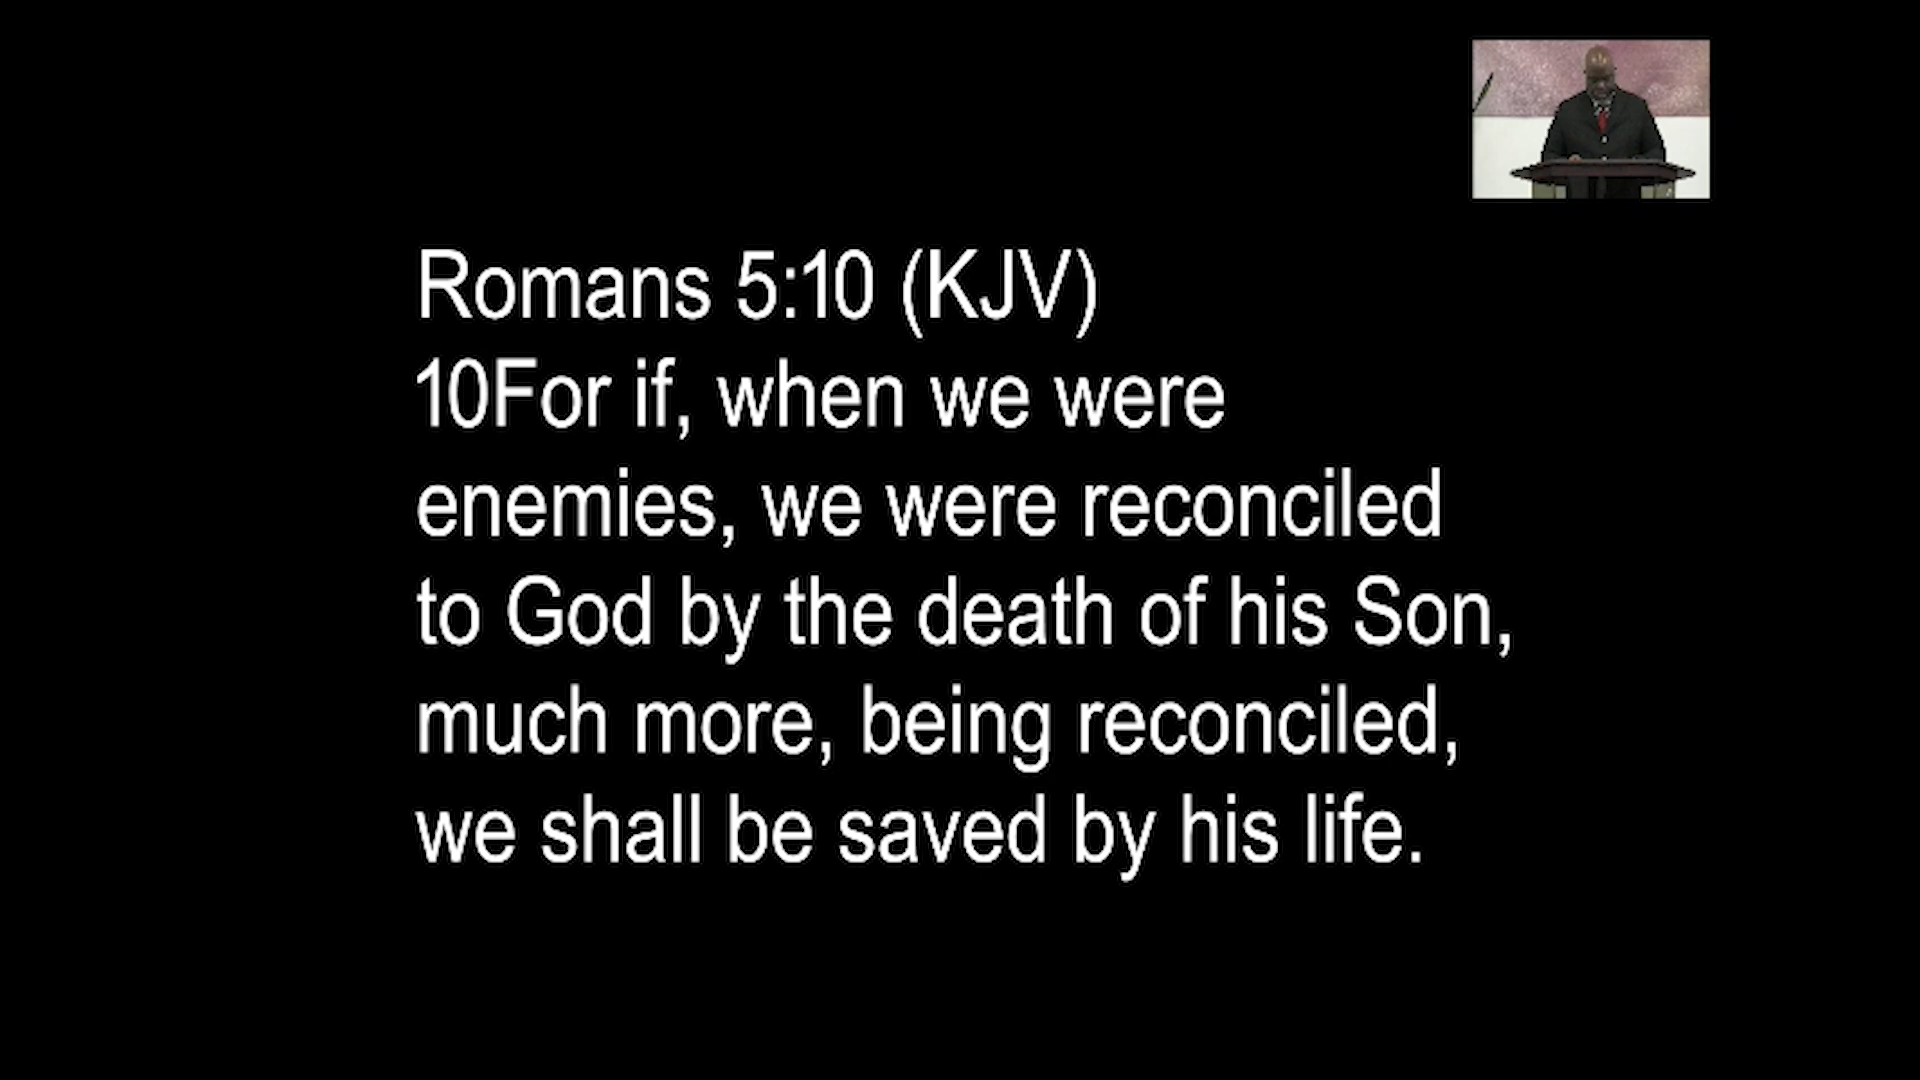 Romans 5:10 (KJV)
10For if, when we were
enemies, we were reconciled
to God by the death of his Son,
much more, being reconciled,
we shall be saved by his life.